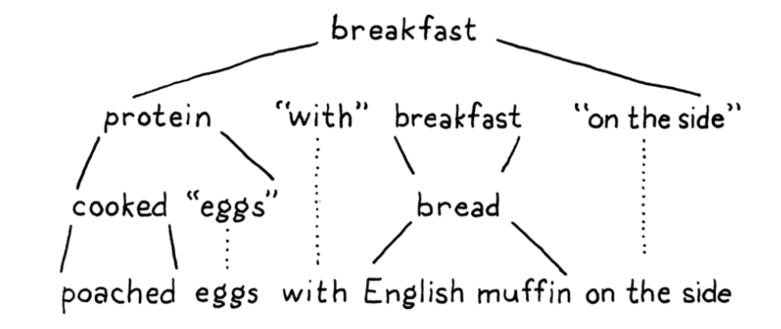 breakfast
protein “with” breakfast “on the side”
cooked “eggs” bread
poached eggs with English muffin on the side